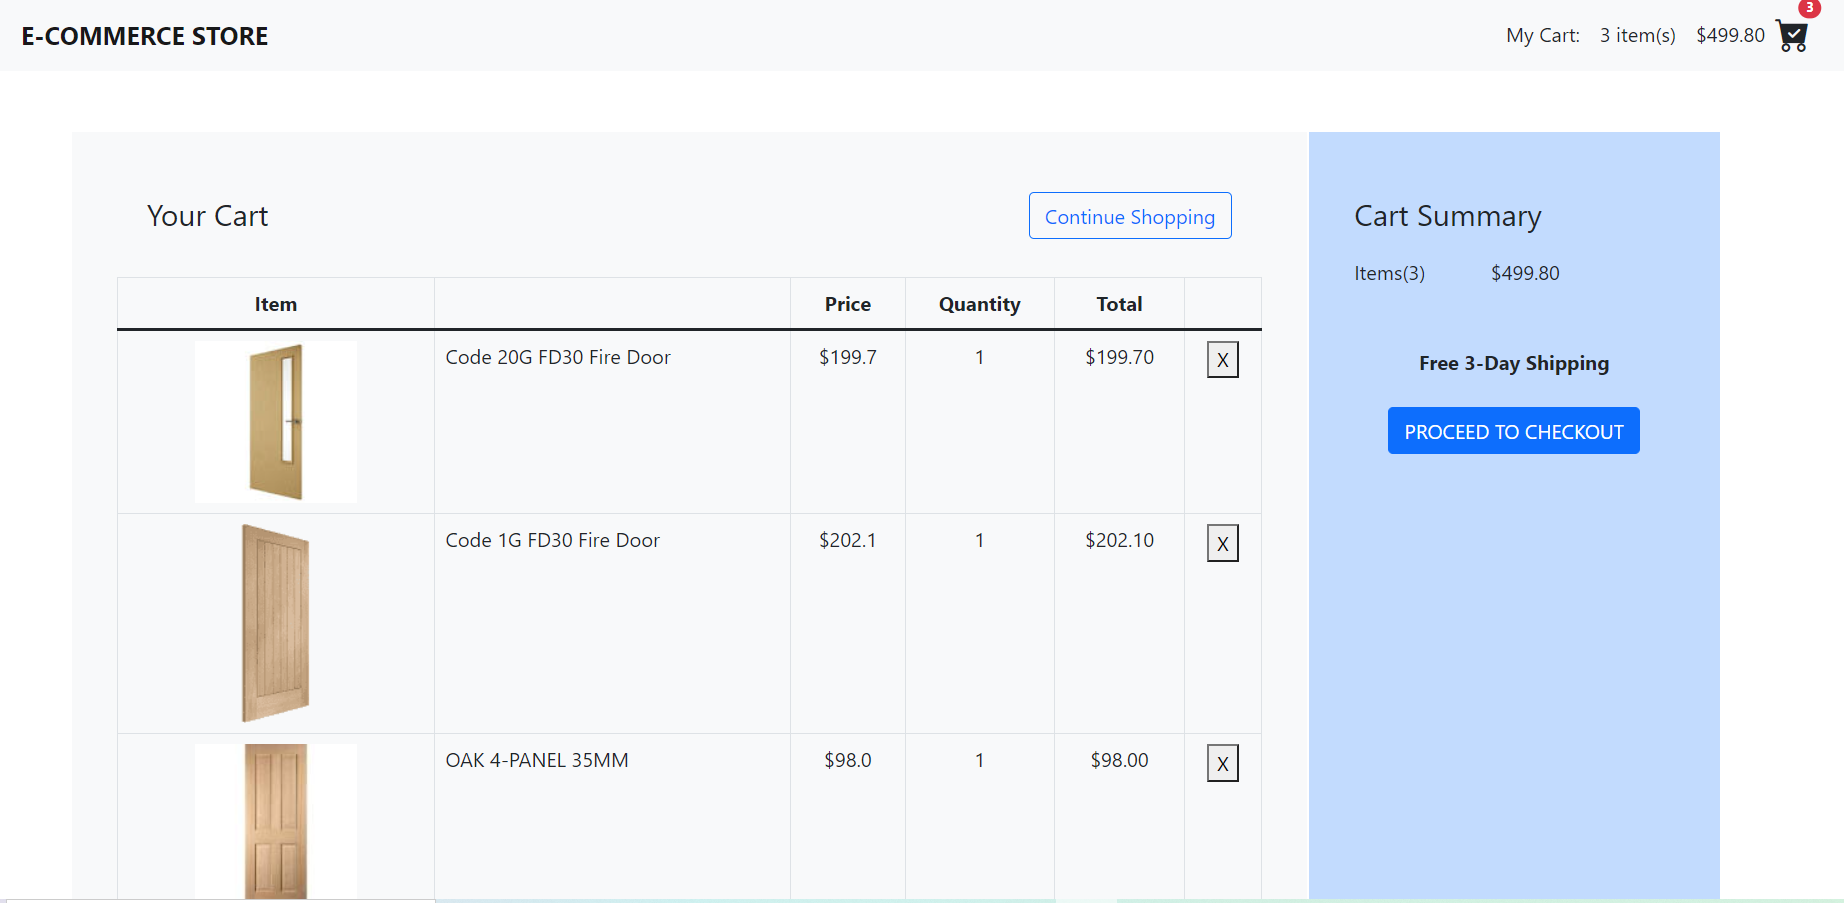 3
E-COMMERCE STORE
My Cart: 3 item(s) $499.80
Your Cart
Continue Shopping
Item Price Quantity Total
Code 20G FD30 Fire Door $199.7 1 $199.70 X
Code 1G FD30 Fire Door $202.1 1 $202.10 X
OAK 4-PANEL 35MM $98.0 1 $98.00 X
Cart Summary
Items(3) $499.80
Free 3-Day Shipping
PROCEED TO CHECKOUT